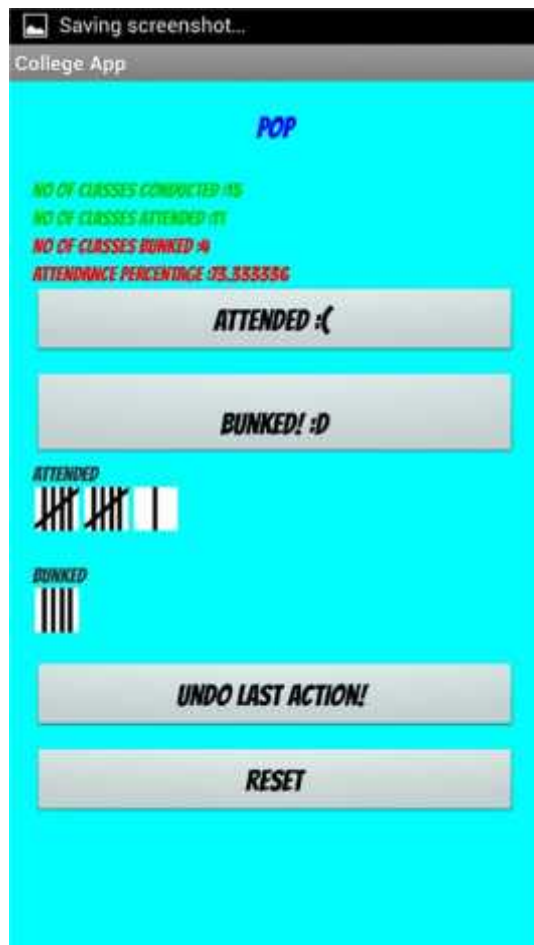 Saving screenshot...
College App
POP
NO OF CLASSES CONDUCTED :15
NO OF CLASSES ATTENDED :11
NO OF CLASSES BUNKED :4
ATTENDANCE PERCENTAGE :73.333336
ATTENDED :(
BUNKED! :D
ATTENDED
BUNKED
UNDO LAST ACTION!
RESET